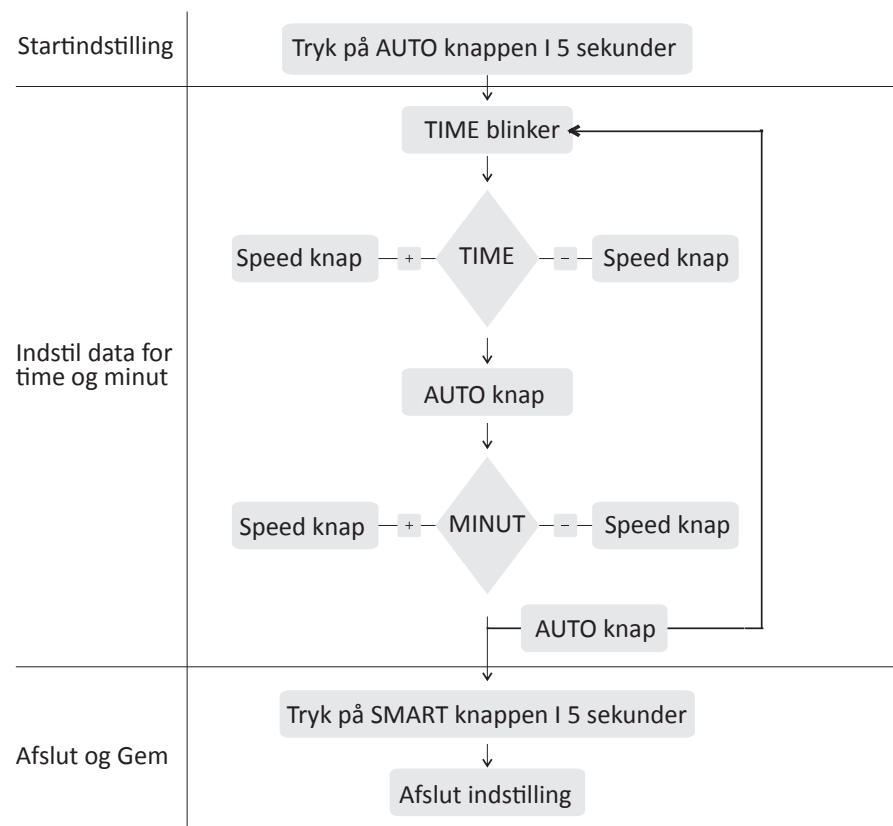 Startindstilling
Tryk på AUTO knappen I 5 sekunder
TIME blinker
Speed knap + TIME - Speed knap
Indstil data for
time og minut
AUTO knap
Speed knap + MINUT - Speed knap
AUTO knap
Tryk på SMART knappen I 5 sekunder
Afslut og Gem
Afslut indstilling